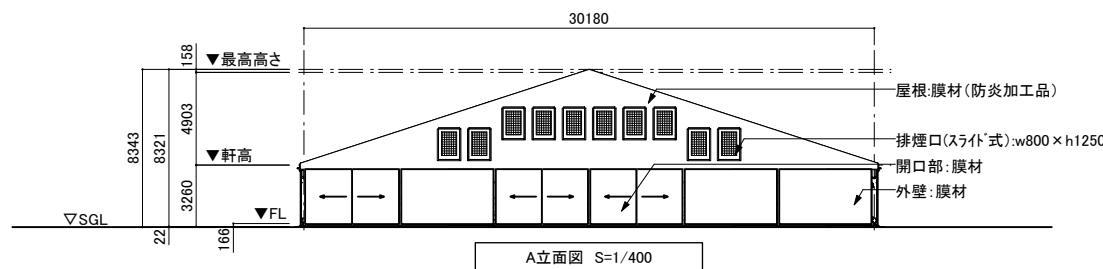 30180
158
▼最高高さ
4903
8343
8321
▼軒高
3260
▼FL
▽SGL
22
166
屋根:膜材(防炎加工品)
排煙口(スライド式):w800×h1250
開口部:膜材
外壁:膜材
A立面図 S=1/400